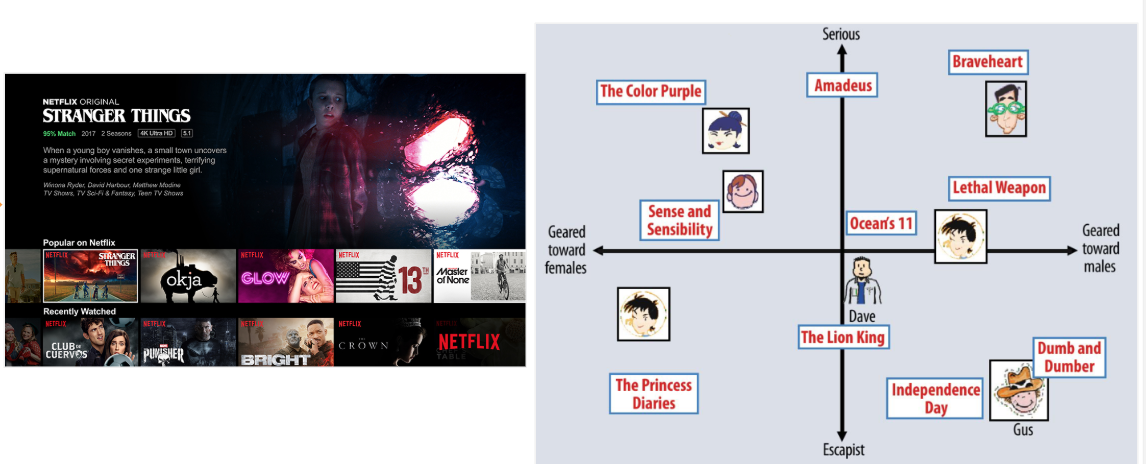 NETFLIX ORIGINAL
STRANGER THINGS
95% Match 2017 2 Seasons 4K Ultra HD 5.1
When a young boy vanishes, a small town uncovers
a mystery involving secret experiments, terrifying
supernatural forces and one strange little girl.
Winona Ryder, David Harbour, Matthew Modine
TV Shows, TV Sci-Fi & Fantasy, Teen TV Shows
Popular on Netflix
NETFLIX
STRANGER
THINGS
NETFLIX
okja
NETFLIX
GLOW
NETFLIX
13TH
NETFLIX
Master
of None
Recently Watched
NETFLIX
CLUB DE
CUERVOS
NETFLIX
MARVEL
PUNISHER
NETFLIX
BRIGHT
NETFLIX
THE
CROWN
NETFLIX
TABLE
Serious
Braveheart
Amadeus
The Color Purple
Lethal Weapon
Sense and
Sensibility
Ocean's 11
Geared
toward
females
Geared
toward
males
Dave
The Lion King
Dumb and
Dumber
The Princess
Diaries
Independence
Day
Gus
Escapist